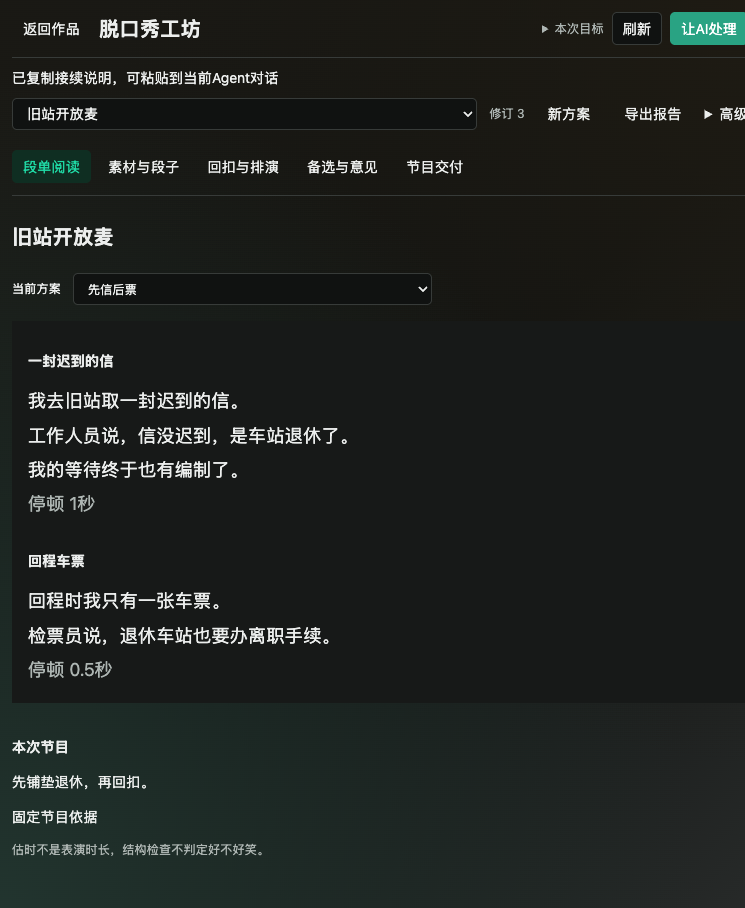 返回作品 脱口秀工坊 ▶ 本次目标 刷新 让AI处理
已复制接续说明，可粘贴到当前Agent对话
旧站开放麦 修订 3 新方案 导出报告 ▶ 高级
段单阅读 素材与段子 回扣与排演 备选与意见 节目交付
旧站开放麦
当前方案 先信后票
一封迟到的信
我去旧站取一封迟到的信。
工作人员说，信没迟到，是车站退休了。
我的等待终于也有编制了。
停顿 1秒
回程车票
回程时我只有一张车票。
检票员说，退休车站也要办离职手续。
停顿 0.5秒
本次节目
先铺垫退休，再回扣。
固定节目依据
估时不是表演时长，结构检查不判定好不好笑。